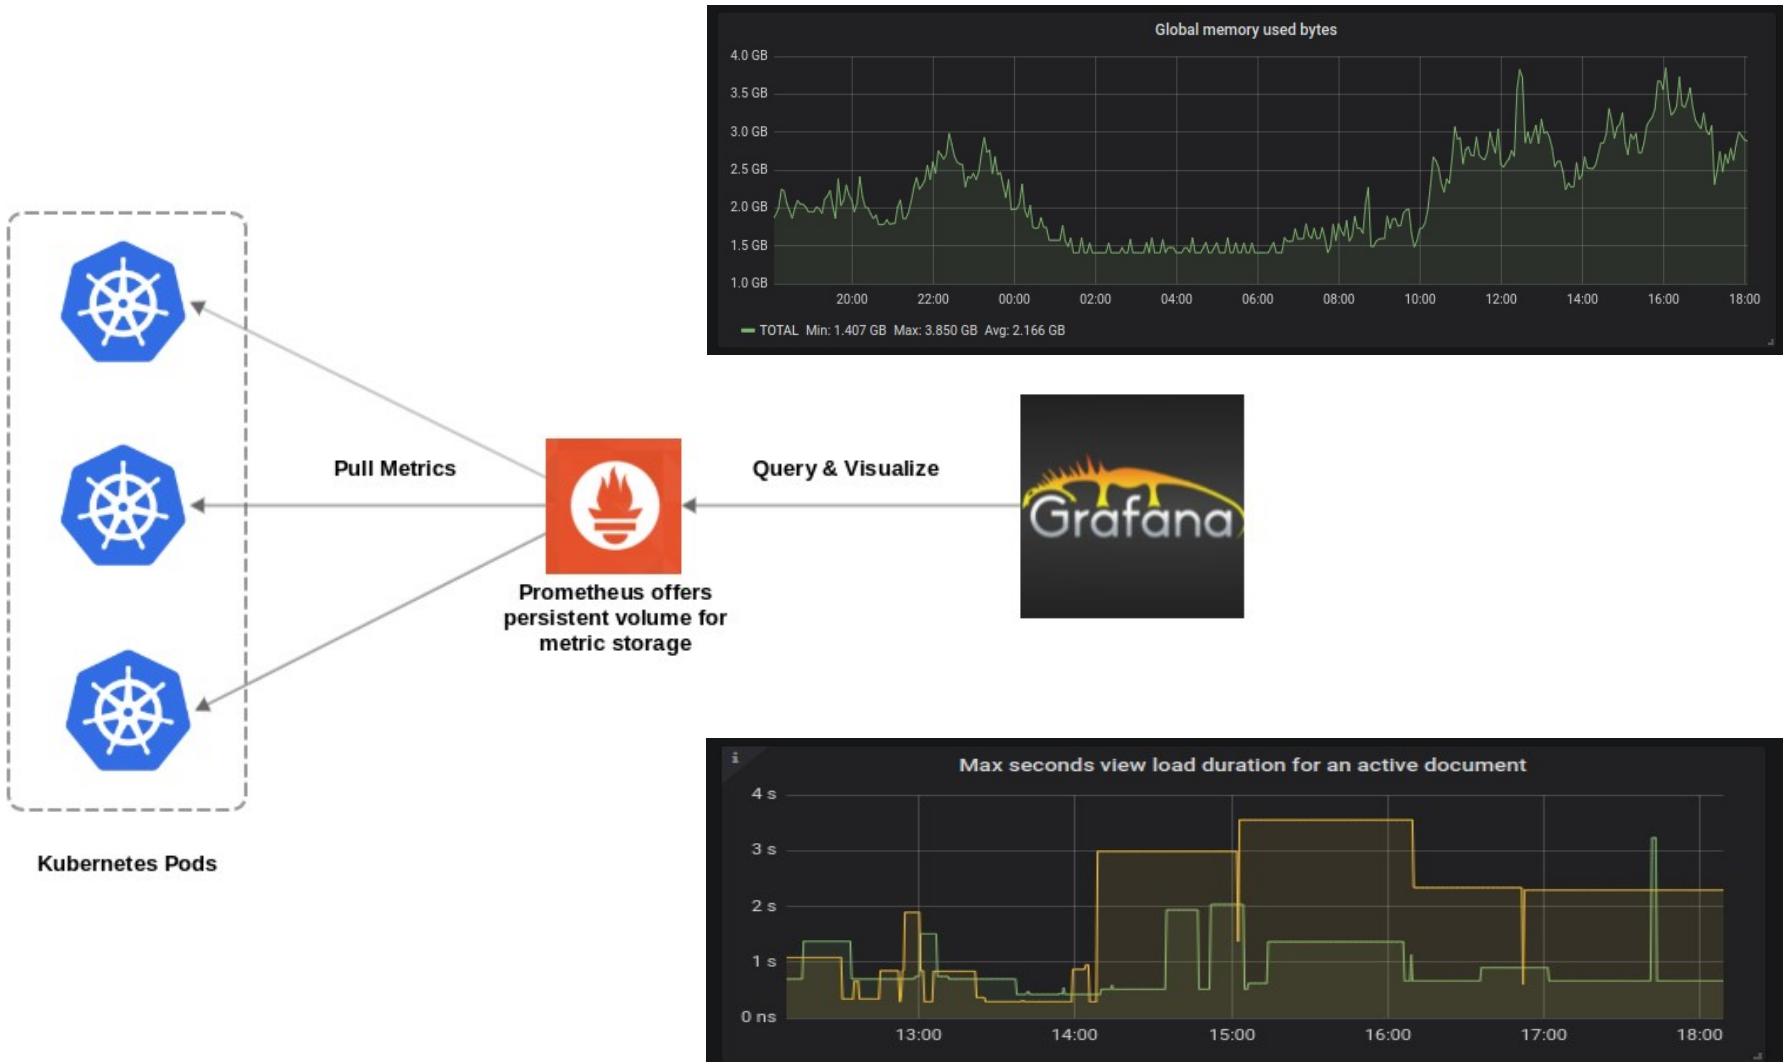 Global memory used bytes
4.0 GB
3.5 GB
3.0 GB
2.5 GB
2.0 GB
1.5 GB
1.0 GB
20:00 22:00 00:00 02:00 04:00 06:00 08:00 10:00 12:00 14:00 16:00 18:00
TOTAL Min: 1.407 GB Max: 3.850 GB Avg: 2.166 GB
Pull Metrics
Query & Visualize
Grafana
Prometheus offers
persistent volume for
metric storage
Kubernetes Pods
i
Max seconds view load duration for an active document
4 s
3 s
2 s
1 s
0 ns
13:00 14:00 15:00 16:00 17:00 18:00